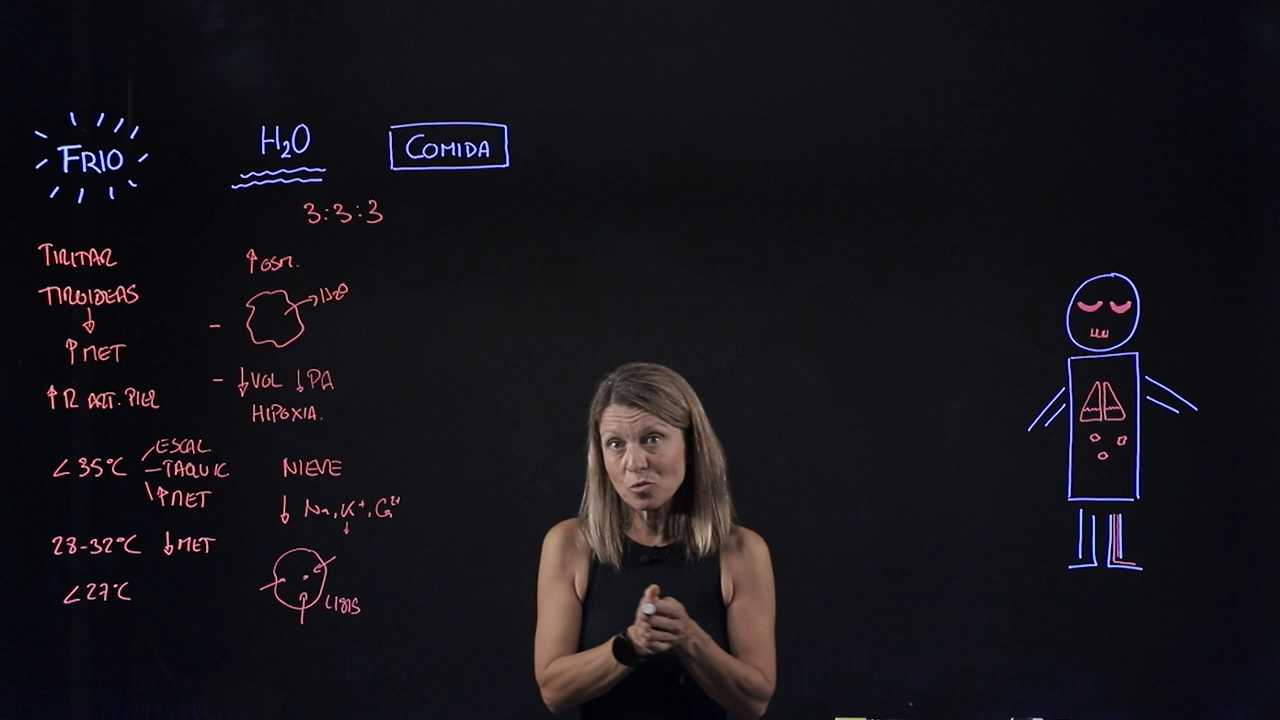 FRIO
TIRITAR
TIROIDEAS
↓
↑MET
↑R ART. PIEL
<35°C
ESCAL
TAQUIC
↑MET
28-32°C ↓MET
<27°C
H₂O
3:3:3
↑OSM.
H₂O
- ↓VOL ↓PA
HIPOXIA.
NIEVE
↓ Na, K⁺, Ca²⁺
LISIS
COMIDA